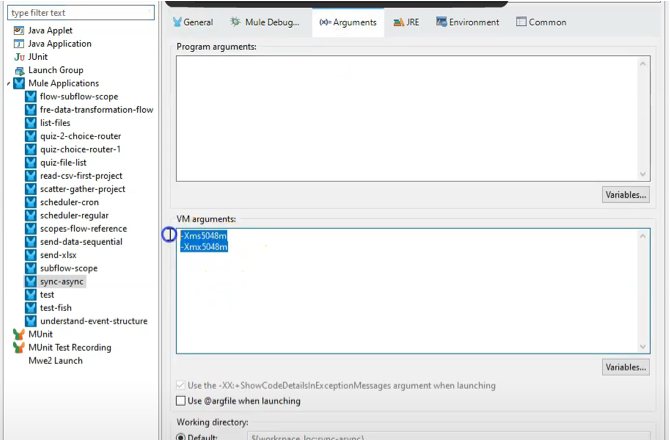 type filter text
Java Applet
Java Application
Ju JUnit
Launch Group
Mule Applications
flow-subflow-scope
fre-data-transformation-flow
list-files
quiz-2-choice-router
quiz-choice-router-1
quiz-file-list
read-csv-first-project
scatter-gather-project
scheduler-cron
scheduler-regular
scopes-flow-reference
send-data-sequential
send-xlsx
subflow-scope
sync-async
test
test-fish
understand-event-structure
MUnit
MUnit Test Recording
Mwe2 Launch
General
Mule Debug...
(x)= Arguments
JRE
Environment
Common
Program arguments:
Variables...
VM arguments:
-Xms5048m
-Xmx5048m
Variables...
Use the -XX:+ShowCodeDetailsInExceptionMessages argument when launching
Use @argfile when launching
Working directory:
Default:
${workspace_loc:sync-async}